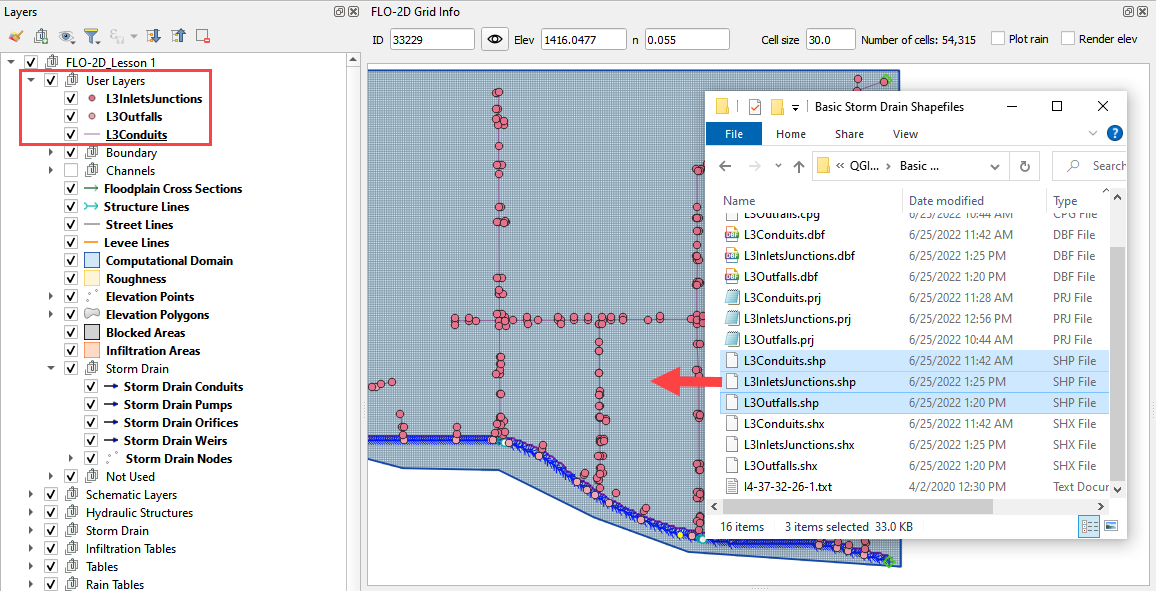 Layers
FLO-2D_Lesson 1
User Layers
L3InletsJunctions
L3Outfalls
L3Conduits
Boundary
Channels
Floodplain Cross Sections
Structure Lines
Street Lines
Levee Lines
Computational Domain
Roughness
Elevation Points
Elevation Polygons
Blocked Areas
Infiltration Areas
Storm Drain
Storm Drain Conduits
Storm Drain Pumps
Storm Drain Orifices
Storm Drain Weirs
Storm Drain Nodes
Not Used
Schematic Layers
Hydraulic Structures
Storm Drain
Infiltration Tables
Tables
Rain Tables
FLO-2D Grid Info
ID 33229 Elev 1416.0477 n 0.055 Cell size 30.0 Number of cells: 54,315 Plot rain Render elev
Basic Storm Drain Shapefiles
File Home Share View
« QGI... › Basic ... Search
Name Date modified Type
L3Outfalls.cpg 6/25/2022 10:44 AM CPG File
L3Conduits.dbf 6/25/2022 11:42 AM DBF File
L3InletsJunctions.dbf 6/25/2022 1:25 PM DBF File
L3Outfalls.dbf 6/25/2022 1:20 PM DBF File
L3Conduits.prj 6/25/2022 11:28 AM PRJ File
L3InletsJunctions.prj 6/25/2022 12:56 PM PRJ File
L3Outfalls.prj 6/25/2022 10:44 AM PRJ File
L3Conduits.shp 6/25/2022 11:42 AM SHP File
L3InletsJunctions.shp 6/25/2022 1:25 PM SHP File
L3Outfalls.shp 6/25/2022 1:20 PM SHP File
L3Conduits.shx 6/25/2022 11:42 AM SHX File
L3InletsJunctions.shx 6/25/2022 1:25 PM SHX File
L3Outfalls.shx 6/25/2022 1:20 PM SHX File
I4-37-32-26-1.txt 4/2/2020 12:30 PM Text Docur
16 items 3 items selected 33.0 KB